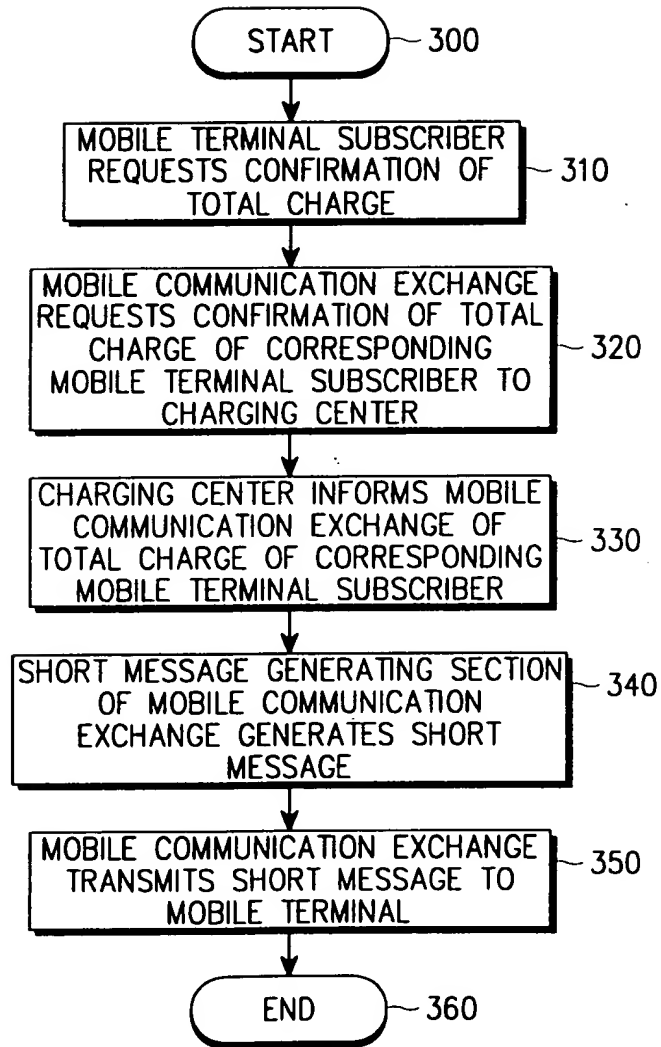 START
300
MOBILE TERMINAL SUBSCRIBER
REQUESTS CONFIRMATION OF
TOTAL CHARGE
310
MOBILE COMMUNICATION EXCHANGE
REQUESTS CONFIRMATION OF TOTAL
CHARGE OF CORRESPONDING
MOBILE TERMINAL SUBSCRIBER TO
CHARGING CENTER
320
CHARGING CENTER INFORMS MOBILE
COMMUNICATION EXCHANGE OF
TOTAL CHARGE OF CORRESPONDING
MOBILE TERMINAL SUBSCRIBER
330
SHORT MESSAGE GENERATING SECTION
OF MOBILE COMMUNICATION
EXCHANGE GENERATES SHORT
MESSAGE
340
MOBILE COMMUNICATION EXCHANGE
TRANSMITS SHORT MESSAGE TO
MOBILE TERMINAL
350
END
360